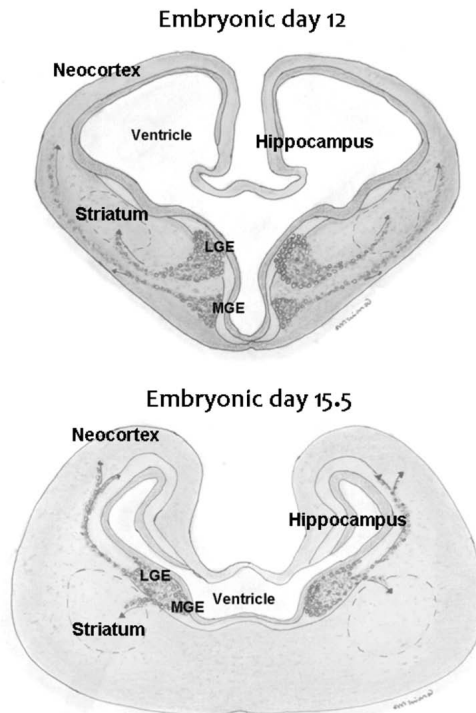 Embryonic day 12
Neocortex
Ventricle
Hippocampus
Striatum
LGE
MGE
Embryonic day 15.5
Neocortex
Hippocampus
LGE
MGE
Ventricle
Striatum